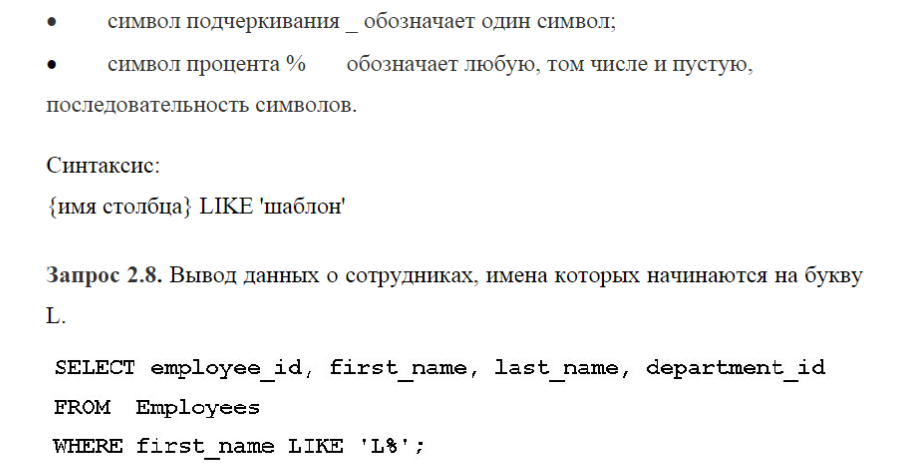 • символ подчеркивания _ обозначает один символ;
• символ процента % обозначает любую, том числе и пустую,
последовательность символов.
Синтаксис:
{имя столбца} LIKE 'шаблон'
Запрос 2.8. Вывод данных о сотрудниках, имена которых начинаются на букву
L.
SELECT employee_id, first_name, last_name, department_id
FROM Employees
WHERE first_name LIKE 'L%';